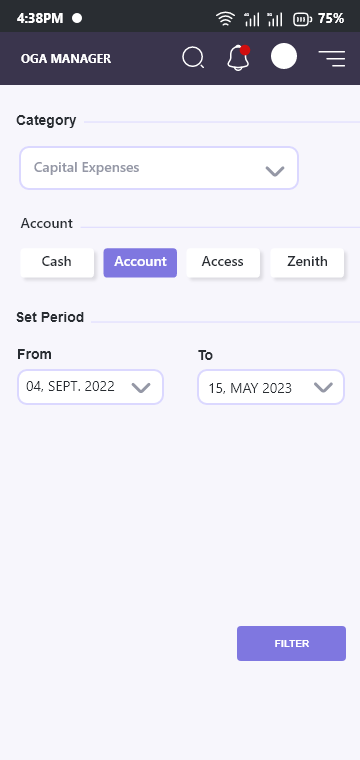 4:38PM 75%
OGA MANAGER
Category
Capital Expenses
Account
Cash Account Access Zenith
Set Period
From To
04, SEPT. 2022 15, MAY 2023
FILTER